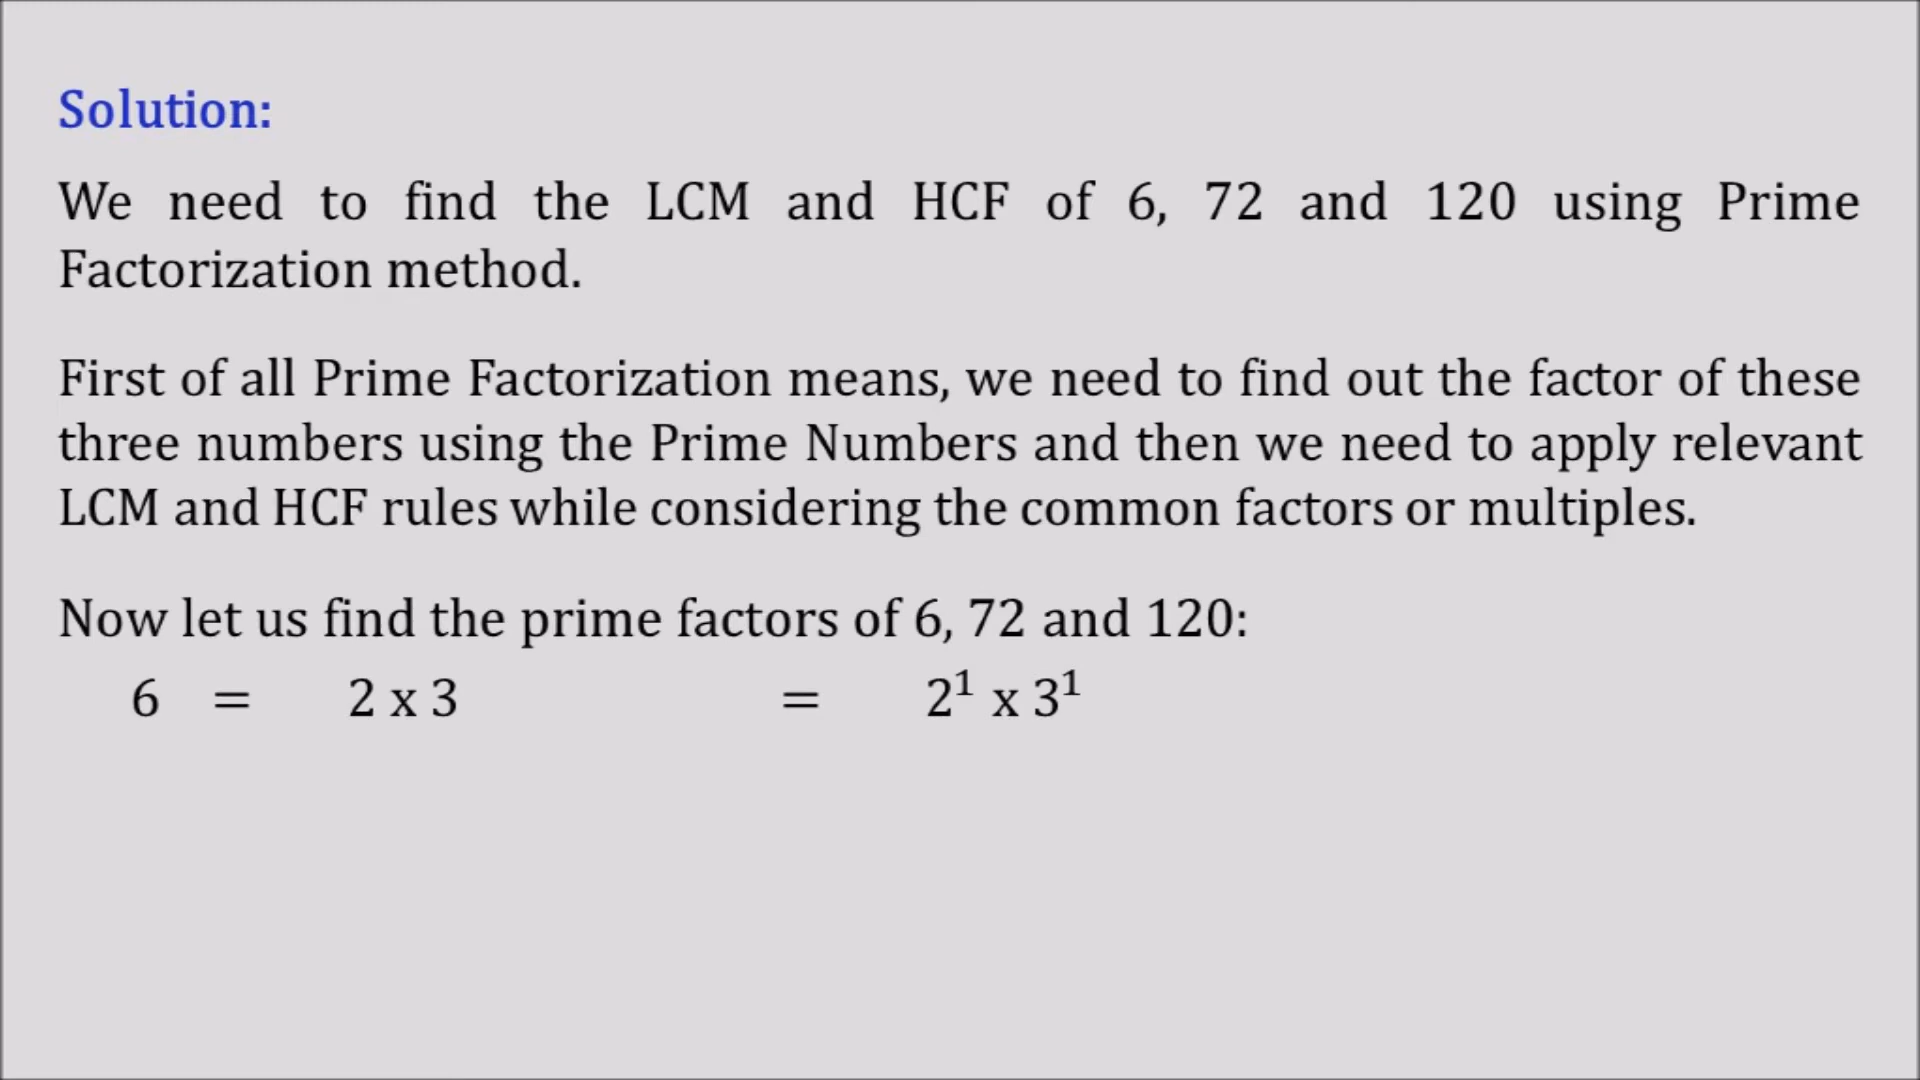 Solution:
We need to find the LCM and HCF of 6, 72 and 120 using Prime
Factorization method.
First of all Prime Factorization means, we need to find out the factor of these
three numbers using the Prime Numbers and then we need to apply relevant
LCM and HCF rules while considering the common factors or multiples.
Now let us find the prime factors of 6, 72 and 120:
6 = 2 x 3 = 2¹ x 3¹